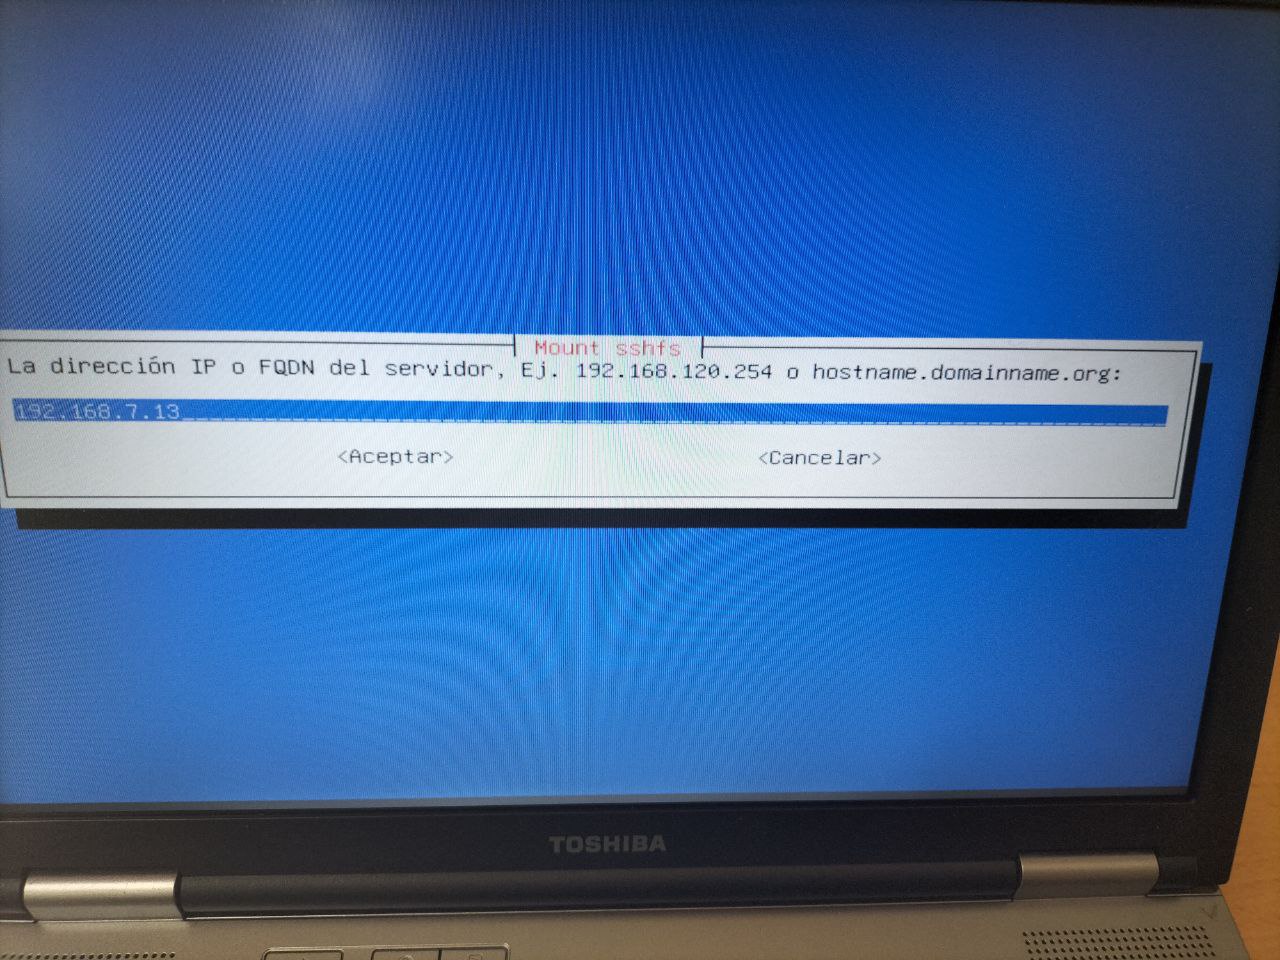 Mount sshfs
La dirección IP o FQDN del servidor, Ej. 192.168.120.254 o hostname.domainname.org:
192.168.7.13
<Aceptar> <Cancelar>
TOSHIBA